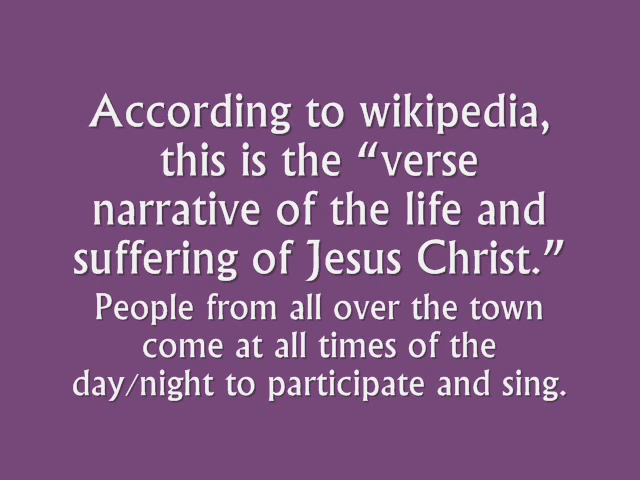 According to wikipedia,
this is the “verse
narrative of the life and
suffering of Jesus Christ.”
People from all over the town
come at all times of the
day/night to participate and sing.